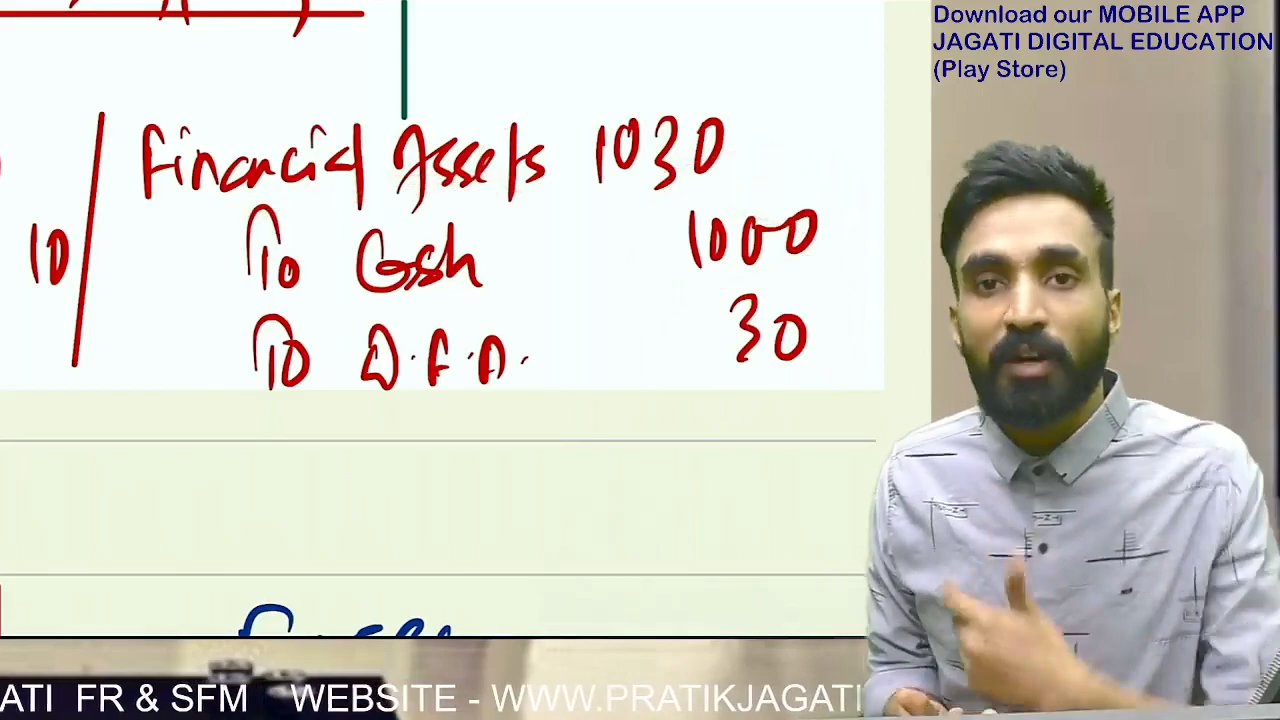 Download our MOBILE APP
JAGATI DIGITAL EDUCATION
(Play Store)
Financial Assets 1030
10 To Cash 1000
To D.F.A. 30
ATI FR & SFM WEBSITE - WWW.PRATIKJAGATI